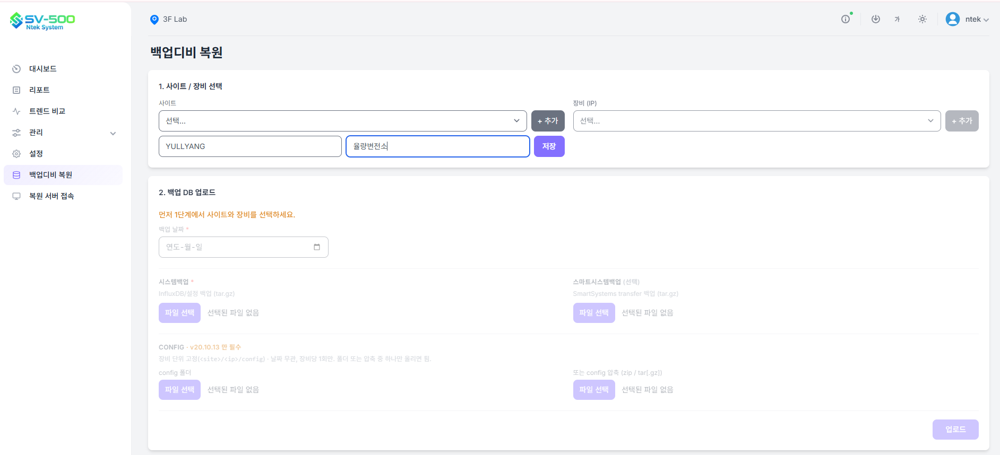 SV-500
Ntek System
3F Lab
가
ntek
대시보드
리포트
트렌드 비교
관리
설정
백업디비 복원
복원 서버 접속
백업디비 복원
1. 사이트 / 장비 선택
사이트
선택...
+ 추가
YULLYANG
율량변전소
저장
장비 (IP)
선택...
+ 추가
2. 백업 DB 업로드
먼저 1단계에서 사이트와 장비를 선택하세요.
백업 날짜 *
연도-월-일
시스템백업 *
InfluxDB/설정 백업 (tar.gz)
파일 선택 선택된 파일 없음
스마트시스템백업 (선택)
SmartSystems transfer 백업 (tar.gz)
파일 선택 선택된 파일 없음
CONFIG · v20.10.13 만 필수
장비 단위 고정(<site>/<ip>/config) · 날짜 무관, 장비당 1회만. 폴더 또는 압축 중 하나만 올리면 됨.
config 폴더
파일 선택 선택된 파일 없음
또는 config 압축 (zip / tar[.gz])
파일 선택 선택된 파일 없음
업로드